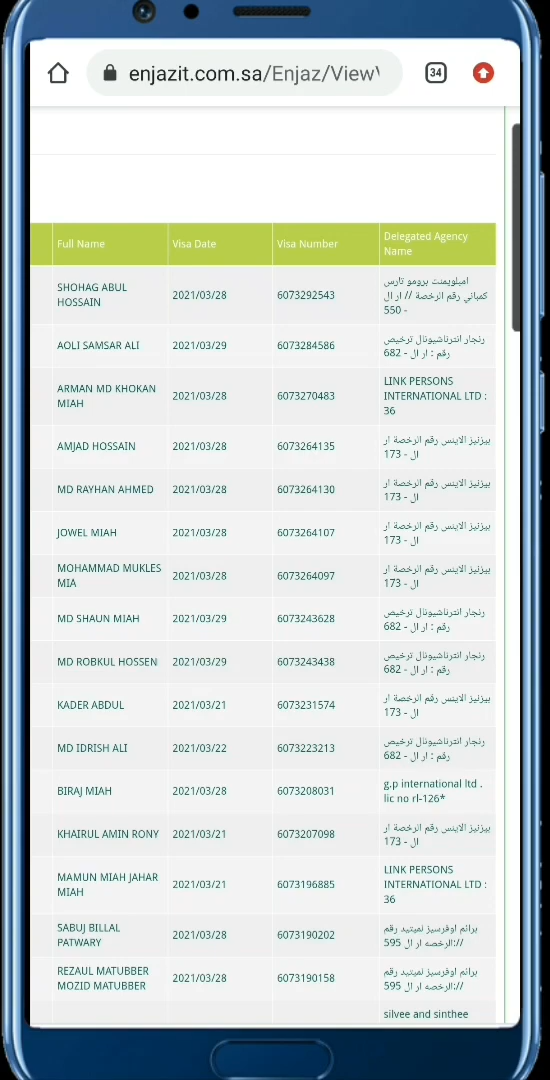 enjazit.com.sa/Enjaz/View
34
Full Name
Visa Date
Visa Number
Delegated Agency
Name
SHOHAG ABUL
HOSSAIN
2021/03/28
6073292543
امبلويمنت برومو تارس
كمباني رقم الرخصة // ار ال
550 -
AOLI SAMSAR ALI
2021/03/29
6073284586
رنجار انترناشيونال ترخيص
رقم : ار ال - 682
ARMAN MD KHOKAN
MIAH
2021/03/28
6073270483
LINK PERSONS
INTERNATIONAL LTD :
36
AMJAD HOSSAIN
2021/03/28
6073264135
بيزنيز الاينس رقم الرخصة ار
ال - 173
MD RAYHAN AHMED
2021/03/28
6073264130
بيزنيز الاينس رقم الرخصة ار
ال - 173
JOWEL MIAH
2021/03/28
6073264107
بيزنيز الاينس رقم الرخصة ار
ال - 173
MOHAMMAD MUKLES
MIA
2021/03/28
6073264097
بيزنيز الاينس رقم الرخصة ار
ال - 173
MD SHAUN MIAH
2021/03/29
6073243628
رنجار انترناشيونال ترخيص
رقم : ار ال - 682
MD ROBKUL HOSSEN
2021/03/29
6073243438
رنجار انترناشيونال ترخيص
رقم : ار ال - 682
KADER ABDUL
2021/03/21
6073231574
بيزنيز الاينس رقم الرخصة ار
ال - 173
MD IDRISH ALI
2021/03/22
6073223213
رنجار انترناشيونال ترخيص
رقم : ار ال - 682
BIRAJ MIAH
2021/03/28
6073208031
g.p international ltd .
lic no rl-126*
KHAIRUL AMIN RONY
2021/03/21
6073207098
بيزنيز الاينس رقم الرخصة ار
ال - 173
MAMUN MIAH JAHAR
MIAH
2021/03/21
6073196885
LINK PERSONS
INTERNATIONAL LTD :
36
SABUJ BILLAL
PATWARY
2021/03/28
6073190202
برائم اوفرسيز لميتيد رقم
الرخصه ار ال 595://
REZAUL MATUBBER
MOZID MATUBBER
2021/03/28
6073190158
برائم اوفرسيز لميتيد رقم
الرخصه ار ال 595://
silvee and sinthee